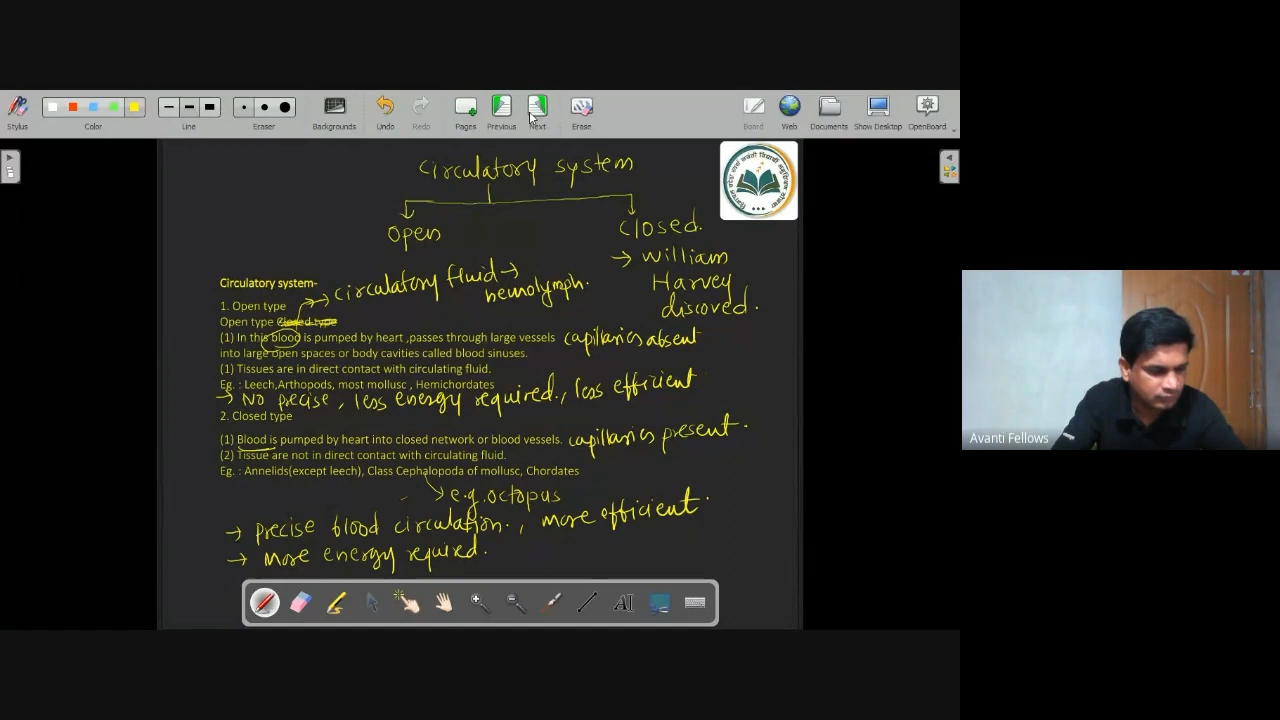 Stylus Color Line Eraser Backgrounds Undo Redo Pages Previous Next Erase Board Web Documents Show Desktop OpenBoard
Circulatory system
Open
Closed.
→ William
Harvey
discoved.
Circulatory system-
→ circulatory fluid →
hemolymph.
1. Open type
Open type Closed type
(1) In this blood is pumped by heart ,passes through large vessels capillaries absent
into large open spaces or body cavities called blood sinuses.
(1) Tissues are in direct contact with circulating fluid.
Eg. : Leech,Arthopods, most mollusc , Hemichordates
→ No precise, less energy required., less efficient
2. Closed type
(1) Blood is pumped by heart into closed network or blood vessels. capillaries present.
(2) Tissue are not in direct contact with circulating fluid.
Eg. : Annelids(except leech), Class Cephalopoda of mollusc, Chordates
→ e.g. octopus
→ precise blood circulation., more efficient.
→ more energy required.
AI
Avanti Fellows